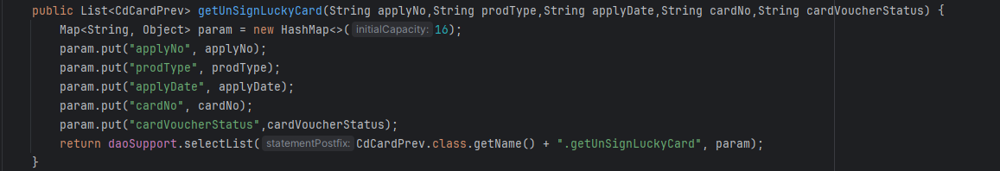 public List<CdCardPrev> getUnSignLuckyCard(String applyNo,String prodType,String applyDate,String cardNo,String cardVoucherStatus) {
    Map<String, Object> param = new HashMap<>( initialCapacity: 16);
    param.put("applyNo", applyNo);
    param.put("prodType", prodType);
    param.put("applyDate", applyDate);
    param.put("cardNo", cardNo);
    param.put("cardVoucherStatus",cardVoucherStatus);
    return daoSupport.selectList( statementPostfix: CdCardPrev.class.getName() + ".getUnSignLuckyCard", param);
}